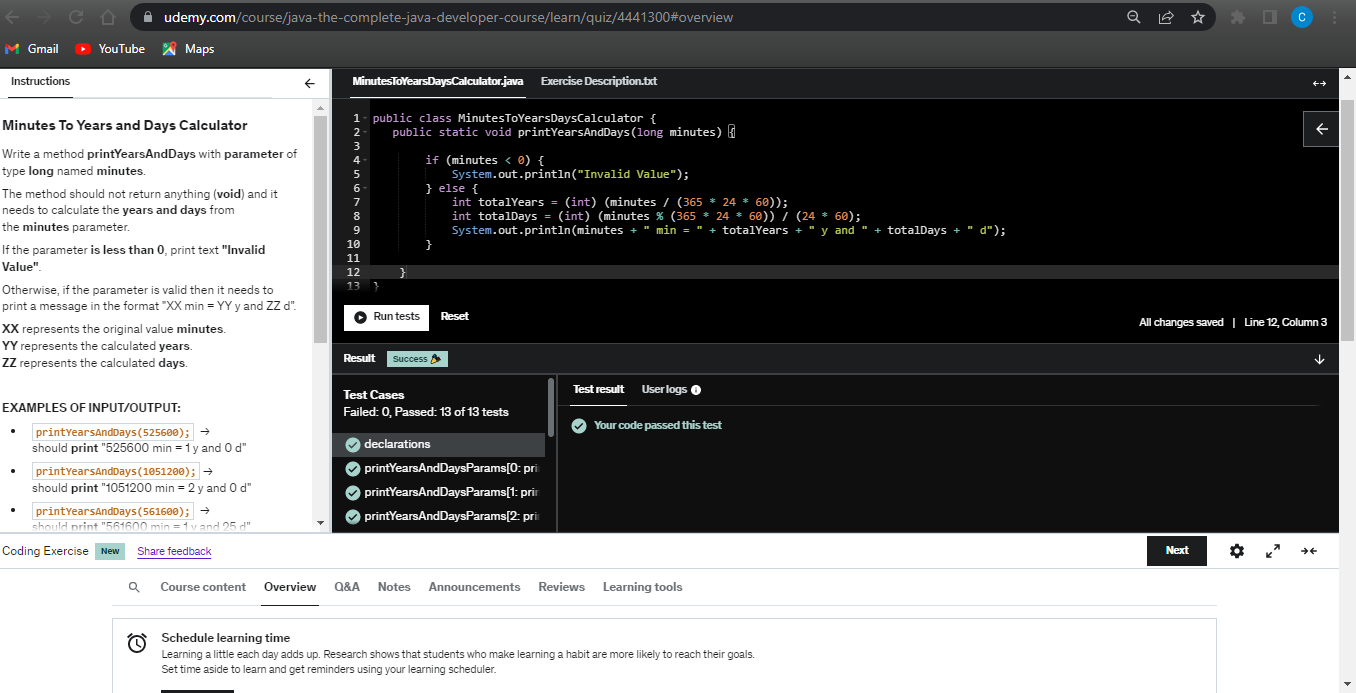 udemy.com/course/java-the-complete-java-developer-course/learn/quiz/4441300#overview
C
Gmail
YouTube
Maps
Instructions
Minutes To Years and Days Calculator
Write a method printYearsAndDays with parameter of
type long named minutes.
The method should not return anything (void) and it
needs to calculate the years and days from
the minutes parameter.
If the parameter is less than 0, print text "Invalid
Value".
Otherwise, if the parameter is valid then it needs to
print a message in the format "XX min = YY y and ZZ d".
XX represents the original value minutes.
YY represents the calculated years.
ZZ represents the calculated days.
EXAMPLES OF INPUT/OUTPUT:
• printYearsAndDays(525600); →
should print "525600 min = 1 y and 0 d"
• printYearsAndDays(1051200); →
should print "1051200 min = 2 y and 0 d"
• printYearsAndDays(561600); →
should print "561600 min = 1 y and 25 d"
MinutesToYearsDaysCalculator.java
Exercise Description.txt
1 public class MinutesToYearsDaysCalculator {
2 public static void printYearsAndDays(long minutes) {
3
4 if (minutes < 0) {
5 System.out.println("Invalid Value");
6 } else {
7 int totalYears = (int) (minutes / (365 * 24 * 60));
8 int totalDays = (int) (minutes % (365 * 24 * 60)) / (24 * 60);
9 System.out.println(minutes + " min = " + totalYears + " y and " + totalDays + " d");
10 }
11
12 }
13 }
Run tests
Reset
All changes saved | Line 12, Column 3
Result
Success
Test Cases
Failed: 0, Passed: 13 of 13 tests
declarations
printYearsAndDaysParams[0: pri
printYearsAndDaysParams[1: prin
printYearsAndDaysParams[2: pri
Test result
User logs
Your code passed this test
Coding Exercise
New
Share feedback
Next
Course content
Overview
Q&A
Notes
Announcements
Reviews
Learning tools
Schedule learning time
Learning a little each day adds up. Research shows that students who make learning a habit are more likely to reach their goals.
Set time aside to learn and get reminders using your learning scheduler.